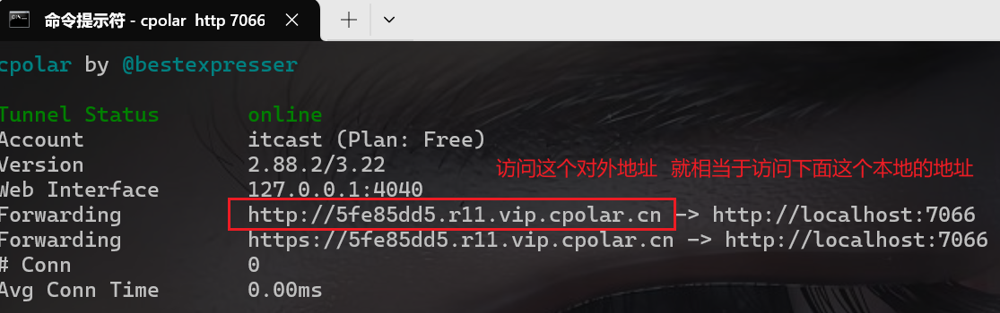 命令提示符 - cpolar  http 7066
cpolar by @bestexpresser
Tunnel Status online
Account itcast (Plan: Free)
Version 2.88.2/3.22
访问这个对外地址 就相当于访问下面这个本地的地址
Web Interface 127.0.0.1:4040
Forwarding http://5fe85dd5.r11.vip.cpolar.cn -> http://localhost:7066
Forwarding https://5fe85dd5.r11.vip.cpolar.cn -> http://localhost:7066
# Conn 0
Avg Conn Time 0.00ms